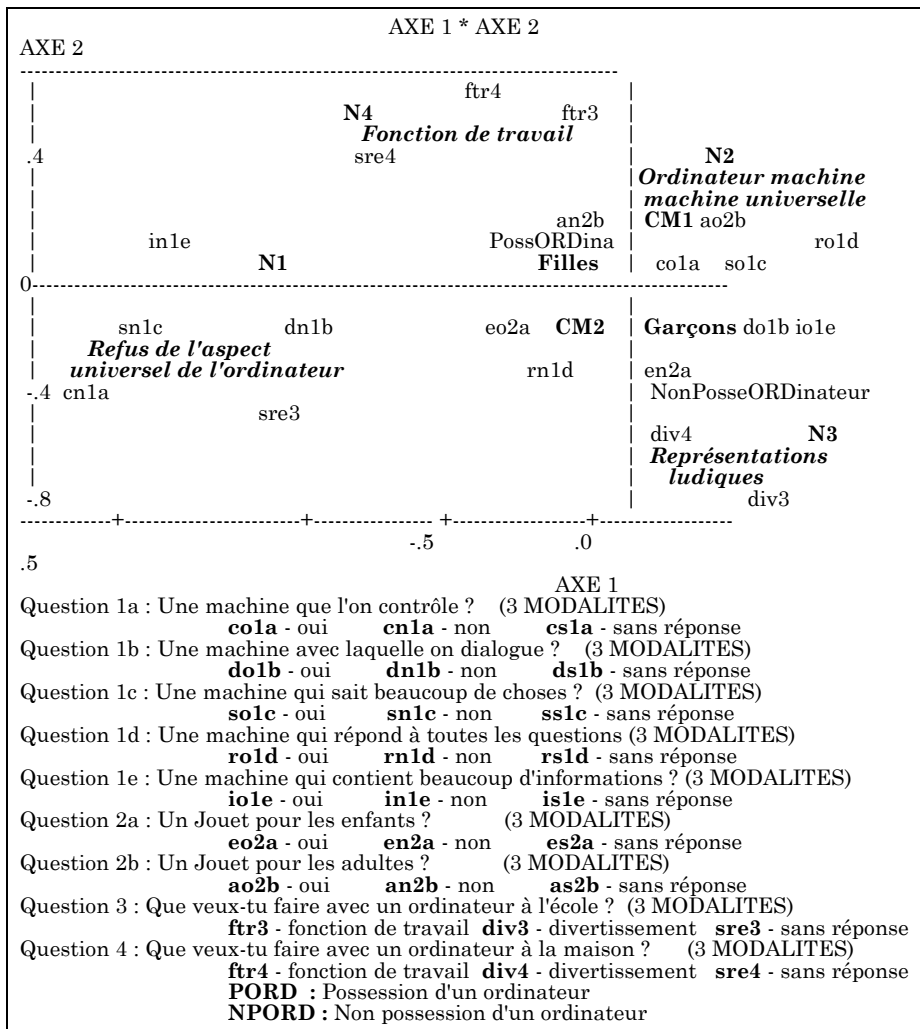 AXE 1 * AXE 2
AXE 2
ftr4
N4 ftr3
Fonction de travail
.4 sre4 N2
Ordinateur machine
machine universelle
an2b CM1 ao2b
in1e PossORDina ro1d
N1 Filles co1a so1c
0
sn1c dn1b eo2a CM2 Garçons do1b io1e
Refus de l'aspect
universel de l'ordinateur rn1d en2a
-.4 cn1a NonPosseORDinateur
sre3
div4 N3
Représentations
ludiques
-.8 div3
-.5 .0
.5
AXE 1
Question 1a : Une machine que l'on contrôle ? (3 MODALITES)
co1a - oui cn1a - non cs1a - sans réponse
Question 1b : Une machine avec laquelle on dialogue ? (3 MODALITES)
do1b - oui dn1b - non ds1b - sans réponse
Question 1c : Une machine qui sait beaucoup de choses ? (3 MODALITES)
so1c - oui sn1c - non ss1c - sans réponse
Question 1d : Une machine qui répond à toutes les questions (3 MODALITES)
ro1d - oui rn1d - non rs1d - sans réponse
Question 1e : Une machine qui contient beaucoup d'informations ? (3 MODALITES)
io1e - oui in1e - non is1e - sans réponse
Question 2a : Un Jouet pour les enfants ? (3 MODALITES)
eo2a - oui en2a - non es2a - sans réponse
Question 2b : Un Jouet pour les adultes ? (3 MODALITES)
ao2b - oui an2b - non as2b - sans réponse
Question 3 : Que veux-tu faire avec un ordinateur à l'école ? (3 MODALITES)
ftr3 - fonction de travail div3 - divertissement sre3 - sans réponse
Question 4 : Que veux-tu faire avec un ordinateur à la maison ? (3 MODALITES)
ftr4 - fonction de travail div4 - divertissement sre4 - sans réponse
PORD : Possession d'un ordinateur
NPORD : Non possession d'un ordinateur